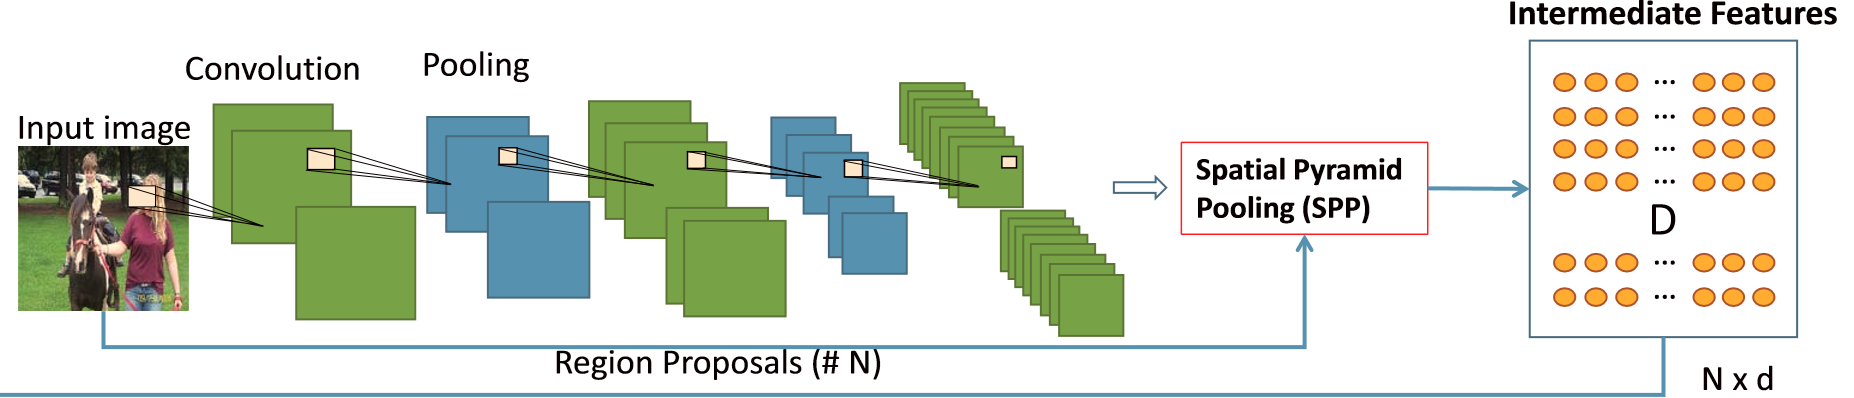 Intermediate Features
Convolution
Pooling
Input image
Spatial Pyramid
Pooling (SPP)
...
...
...
...
D
...
...
Region Proposals (# N)
N x d